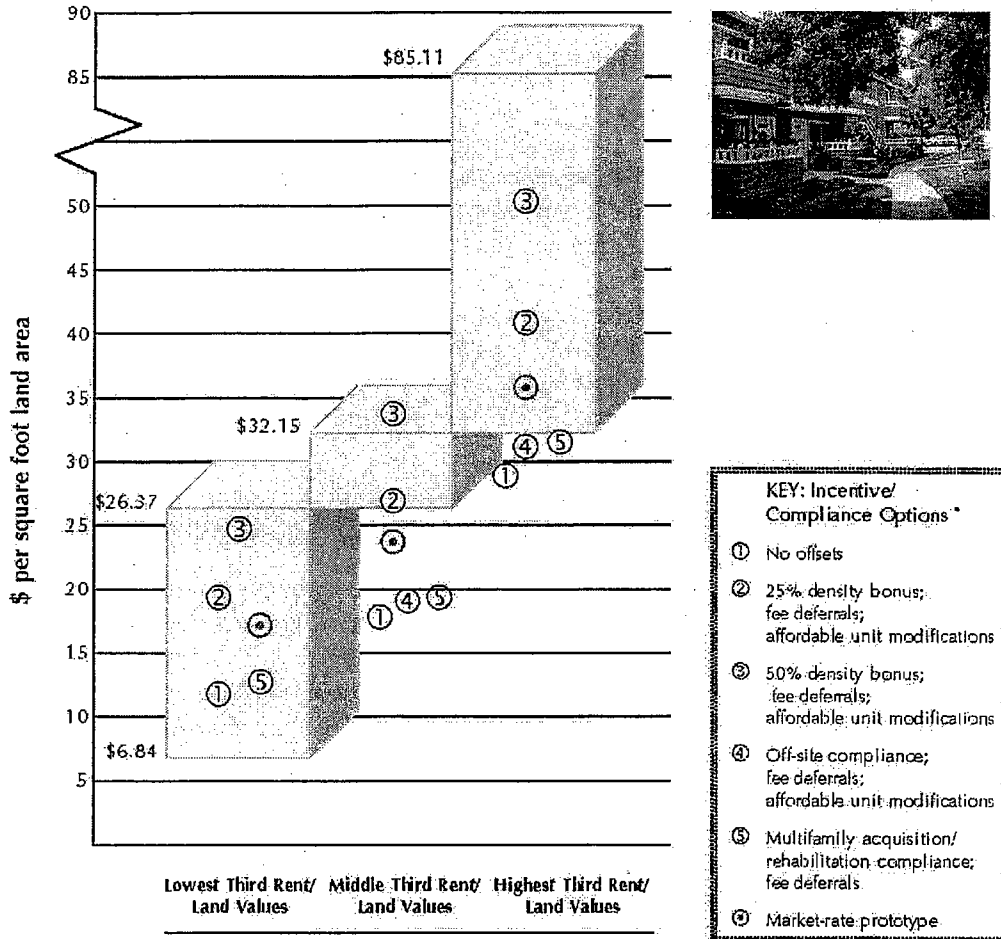 90
$85.11
85
50
45
40
35
$32.15
30
$26.37
25
20
15
10
$6.84
5
$ per square foot land area
③
②
③
④ ⑤
①
②
③
②
① ④ ⑤
① ⑤
Lowest Third Rent/ Middle Third Rent/ Highest Third Rent/
Land Values Land Values Land Values
KEY: Incentive/
Compliance Options*
① No offsets
② 25% density bonus;
fee deferrals;
affordable unit modifications
③ 50% density bonus;
fee deferrals;
affordable unit modifications
④ Off-site compliance;
fee deferrals;
affordable unit modifications
⑤ Multifamily acquisition/
rehabilitation compliance;
fee deferrals
Market-rate prototype